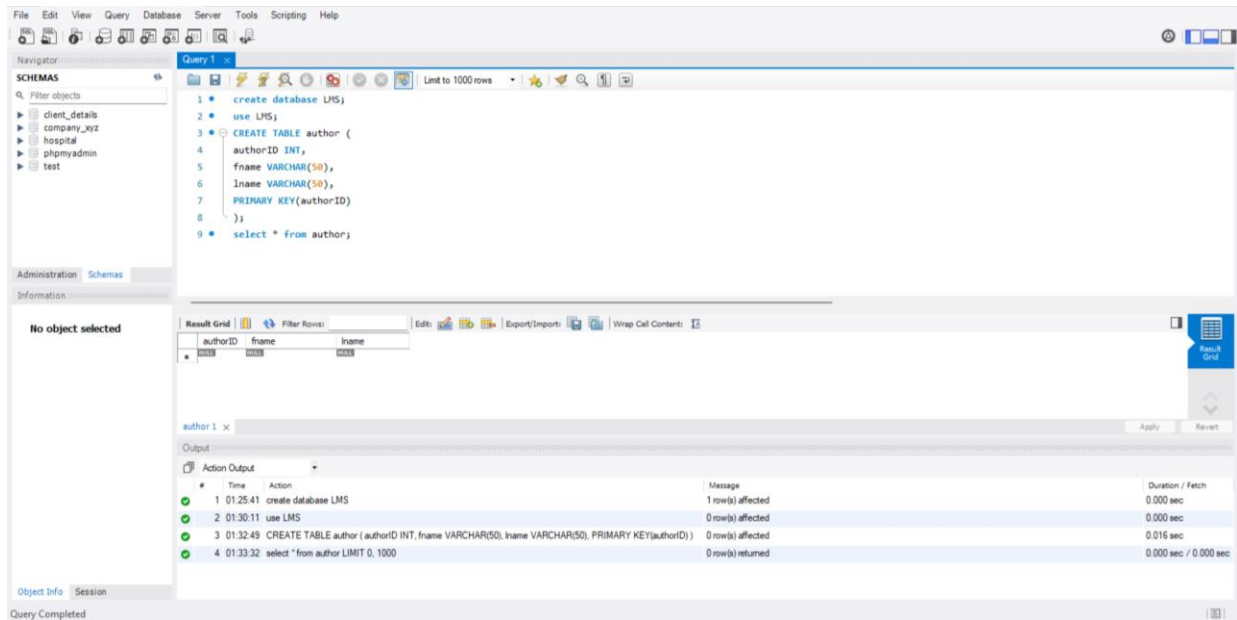 File Edit View Query Database Server Tools Scripting Help
Navigator
SCHEMAS
Filter objects
client_details
company_xyz
hospital
phpmyadmin
test
Administration Schemas
Information
No object selected
Object Info Session
Query 1
Limit to 1000 rows
1 create database LMS;
2 use LMS;
3 CREATE TABLE author (
4 authorID INT,
5 fname VARCHAR(50),
6 lname VARCHAR(50),
7 PRIMARY KEY(authorID)
8 );
9 select * from author;
Result Grid Filter Rows: Edit: Export/Import: Wrap Cell Content:
authorID fname lname
NULL NULL NULL
Result
Grid
author 1 Apply Revert
Output
Action Output
# Time Action Message Duration / Fetch
1 01:25:41 create database LMS 1 row(s) affected 0.000 sec
2 01:30:11 use LMS 0 row(s) affected 0.000 sec
3 01:32:49 CREATE TABLE author ( authorID INT, fname VARCHAR(50), lname VARCHAR(50), PRIMARY KEY(authorID) ) 0 row(s) affected 0.016 sec
4 01:33:32 select * from author LIMIT 0, 1000 0 row(s) returned 0.000 sec / 0.000 sec
Query Completed